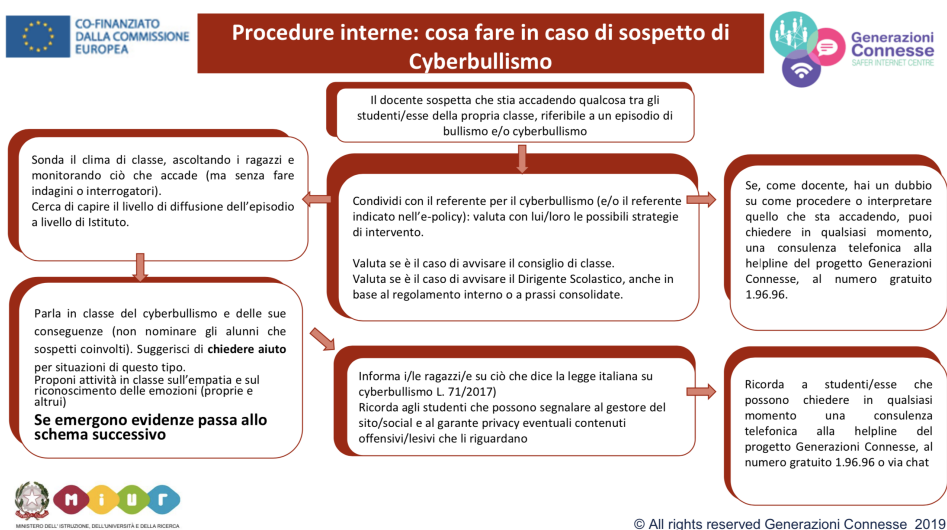 CO-FINANZIATO
DALLA COMMISSIONE
EUROPEA
Procedure interne: cosa fare in caso di sospetto di
Cyberbullismo
Generazioni
Connesse
SAFER INTERNET CENTRE
Il docente sospetta che stia accadendo qualcosa tra gli
studenti/esse della propria classe, riferibile a un episodio di
bullismo e/o cyberbullismo
Sonda il clima di classe, ascoltando i ragazzi e
monitorando ciò che accade (ma senza fare
indagini o interrogatori).
Cerca di capire il livello di diffusione dell'episodio
a livello di Istituto.
Condividi con il referente per il cyberbullismo (e/o il referente
indicato nell'e-policy): valuta con lui/loro le possibili strategie
di intervento.
Valuta se è il caso di avvisare il consiglio di classe.
Valuta se è il caso di avvisare il Dirigente Scolastico, anche in
base al regolamento interno o a prassi consolidate.
Se, come docente, hai un dubbio
su come procedere o interpretare
quello che sta accadendo, puoi
chiedere in qualsiasi momento,
una consulenza telefonica alla
helpline del progetto Generazioni
Connesse, al numero gratuito
1.96.96.
Parla in classe del cyberbullismo e delle sue
conseguenze (non nominare gli alunni che
sospetti coinvolti). Suggerisci di chiedere aiuto
per situazioni di questo tipo.
Proponi attività in classe sull'empatia e sul
riconoscimento delle emozioni (proprie e
altrui)
Se emergono evidenze passa allo
schema successivo
Informa i/le ragazzi/e su ciò che dice la legge italiana su
cyberbullismo L. 71/2017)
Ricorda agli studenti che possono segnalare al gestore del
sito/social e al garante privacy eventuali contenuti
offensivi/lesivi che li riguardano
Ricorda a studenti/esse che
possono chiedere in qualsiasi
momento una consulenza
telefonica alla helpline del
progetto Generazioni Connesse, al
numero gratuito 1.96.96 o via chat
m i u r
MINISTERO DELL'ISTRUZIONE, DELL'UNIVERSITÀ E DELLA RICERCA
© All rights reserved Generazioni Connesse 2019